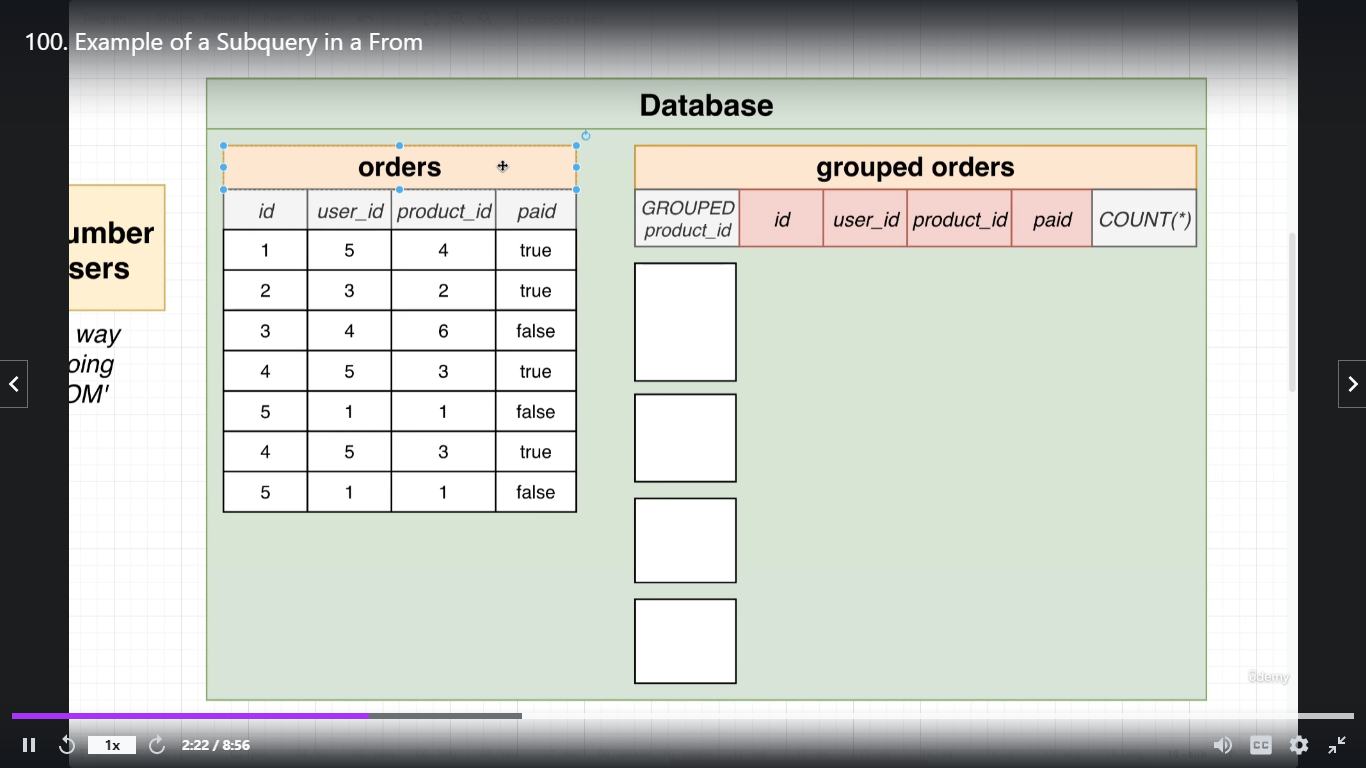 100. Example of a Subquery in a From
Database
orders
id user_id product_id paid
1 5 4 true
2 3 2 true
3 4 6 false
4 5 3 true
5 1 1 false
4 5 3 true
5 1 1 false
grouped orders
GROUPED
product_id
id user_id product_id paid COUNT(*)
umber
sers
way
oing
OM'
ûdemy
1x
2:22 / 8:56
CC